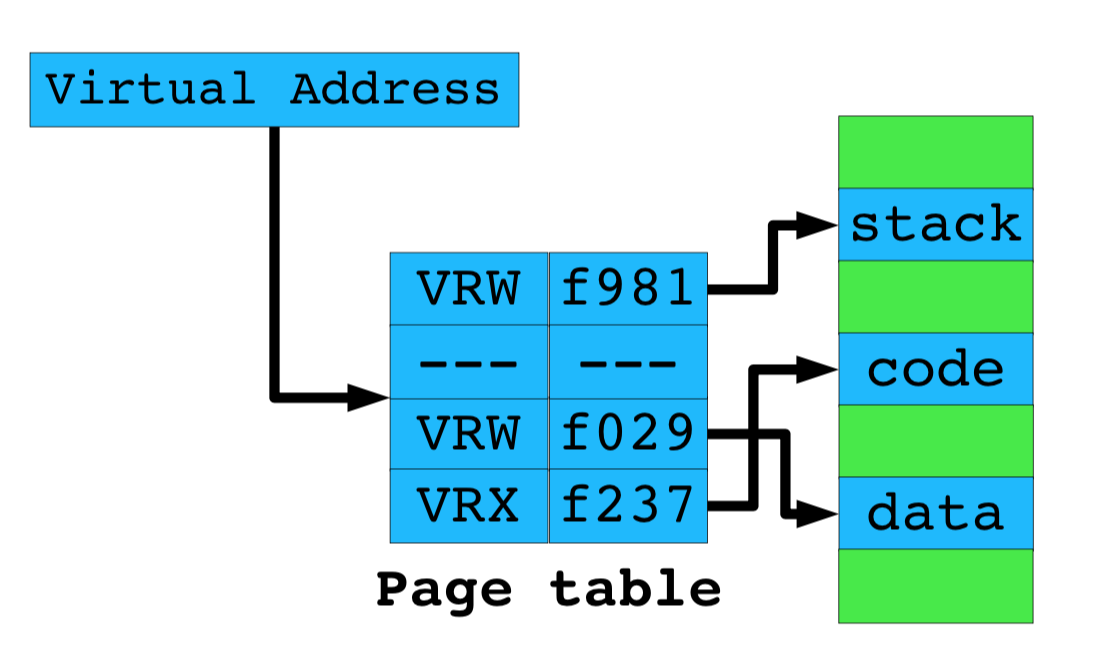 Virtual Address
stack
VRW f981
--- ---
code
VRW f029
VRX f237
data
Page table